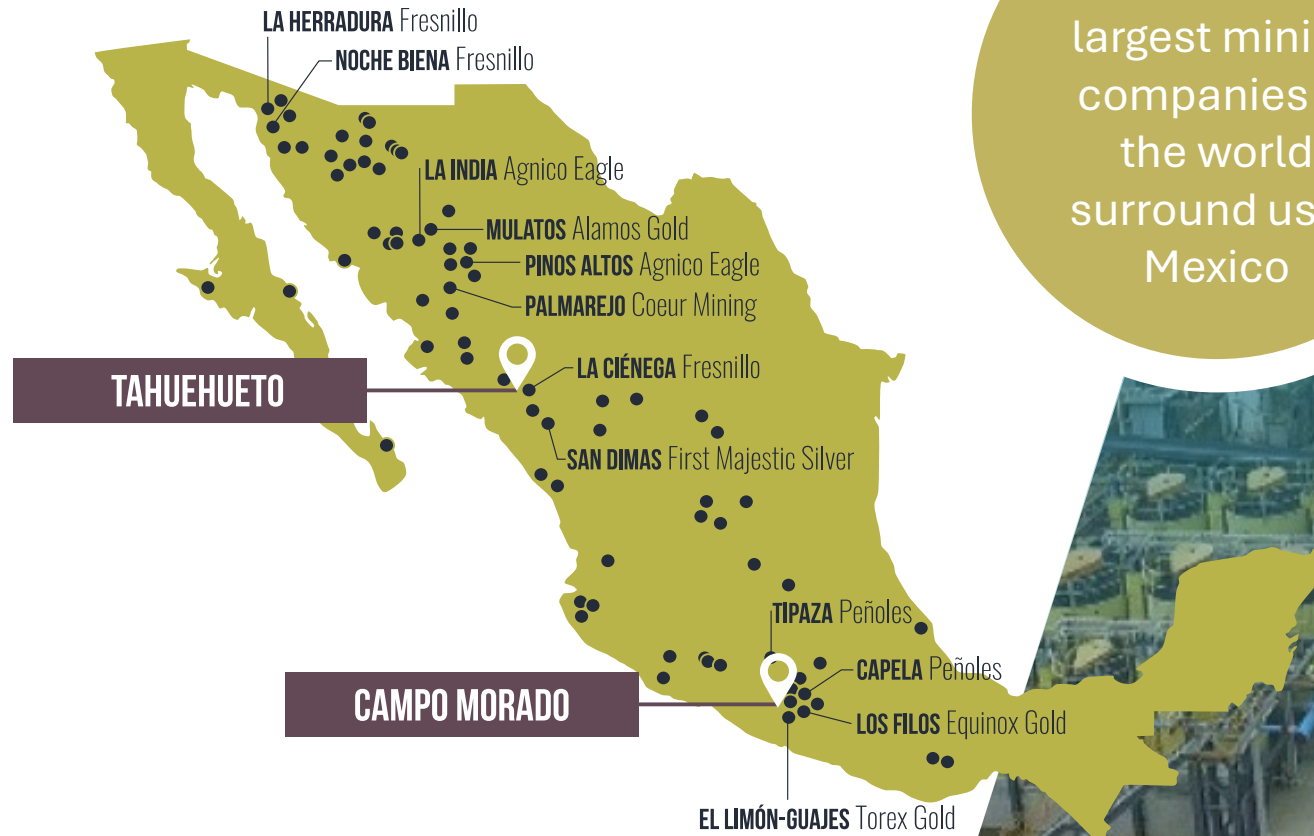 LA HERRADURA Fresnillo
NOCHE BIENA Fresnillo
LA INDIA Agnico Eagle
MULATOS Alamos Gold
PINOS ALTOS Agnico Eagle
PALMAREJO Coeur Mining
TAHUEHUETO
LA CIÉNEGA Fresnillo
SAN DIMAS First Majestic Silver
TIPAZA Peñoles
CAMPO MORADO
CAPELA Peñoles
LOS FILOS Equinox Gold
EL LIMÓN-GUAJES Torex Gold
largest mini
companies
the world
surround us
Mexico